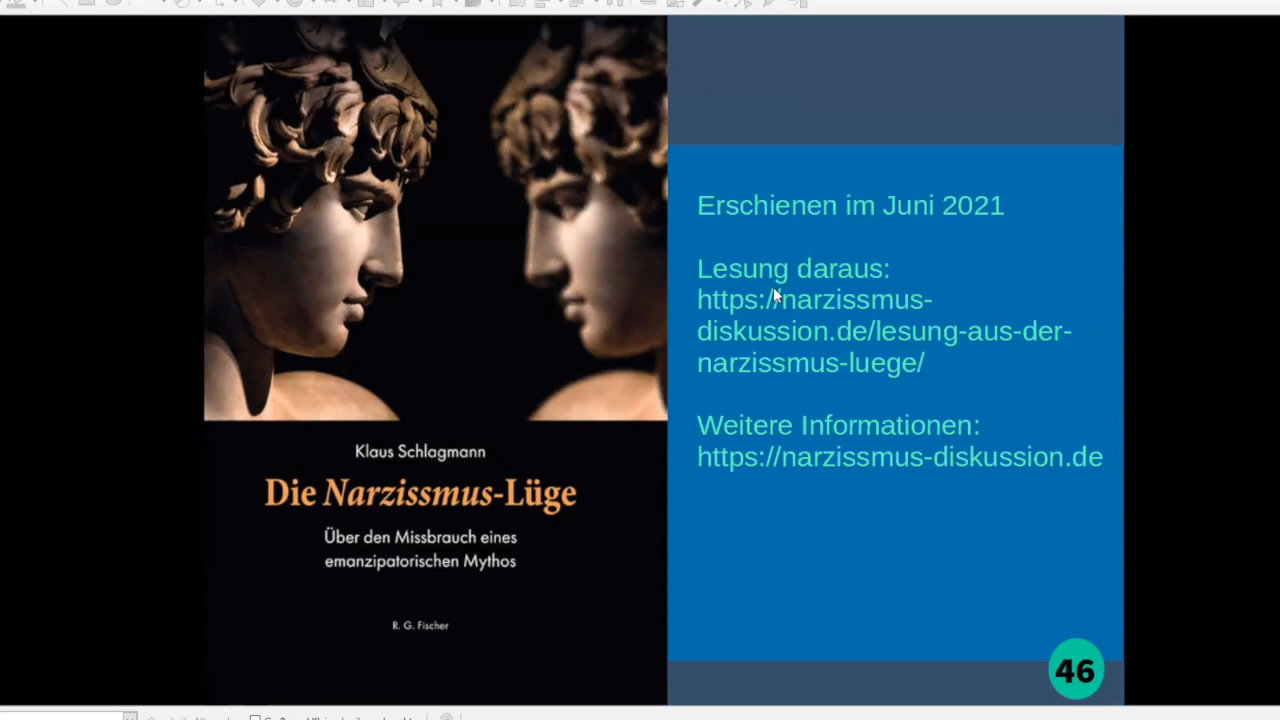 Klaus Schlagmann
Die Narzissmus-Lüge
Über den Missbrauch eines
emanzipatorischen Mythos
R. G. Fischer
Erschienen im Juni 2021
Lesung daraus:
https://narzissmus-
diskussion.de/lesung-aus-der-
narzissmus-luege/
Weitere Informationen:
https://narzissmus-diskussion.de
46